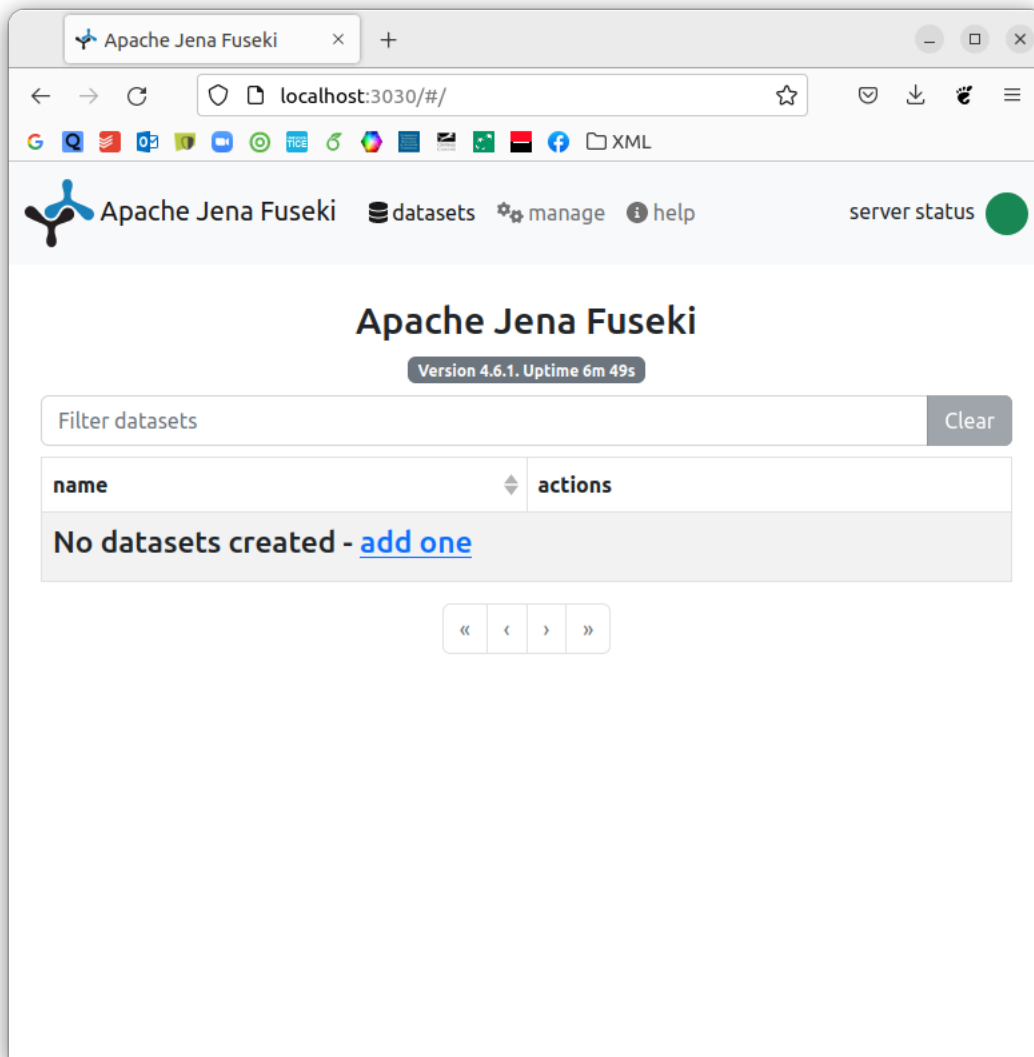 Apache Jena Fuseki
localhost:3030/#/
XML
Apache Jena Fuseki datasets manage help server status
Apache Jena Fuseki
Version 4.6.1. Uptime 6m 49s
Filter datasets Clear
name actions
No datasets created - add one
« ‹ › »